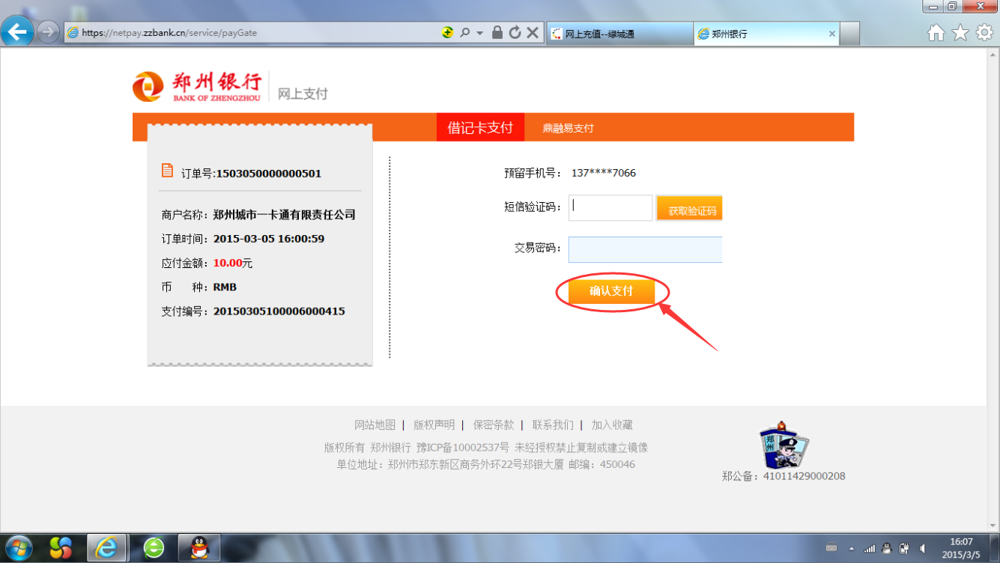 https://netpay.zzbank.cn/service/payGate
网上充值--绿城通
郑州银行
郑州银行
BANK OF ZHENGZHOU
网上支付
借记卡支付
鼎融易支付
订单号:1503050000000501
商户名称：郑州城市一卡通有限责任公司
订单时间：2015-03-05 16:00:59
应付金额：10.00元
币 种：RMB
支付编号：20150305100006000415
预留手机号： 137****7066
短信验证码：
获取验证码
交易密码：
确认支付
网站地图 | 版权声明 | 保密条款 | 联系我们 | 加入收藏
版权所有 郑州银行 豫ICP备10002537号 未经授权禁止复制或建立镜像
单位地址：郑州市郑东新区商务外环22号郑银大厦 邮编：450046
郑州
郑公备：41011429000208
16:07
2015/3/5